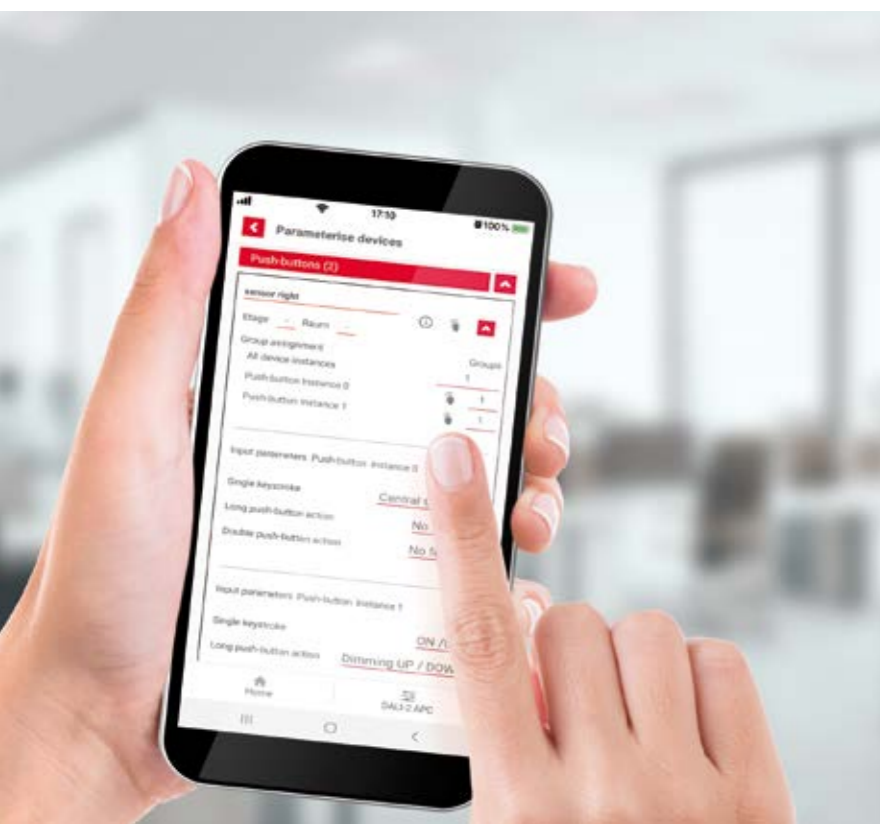 17:10 100%
Parameterise devices
Push-buttons (2)
sensor right
Etage - Raum -
Group arrignment Groups
All device instances 1
Push-button Instance 0 1
Push-button Instance 1 1
Input parameters Push-button Instance 0
Single keystroke Central
Long push-button action No
Double push-button action No
Input parameters Push-button Instance 1
Single keystroke ON /
Long push-button action Dimming UP / DOW
Home DALI-2 APC